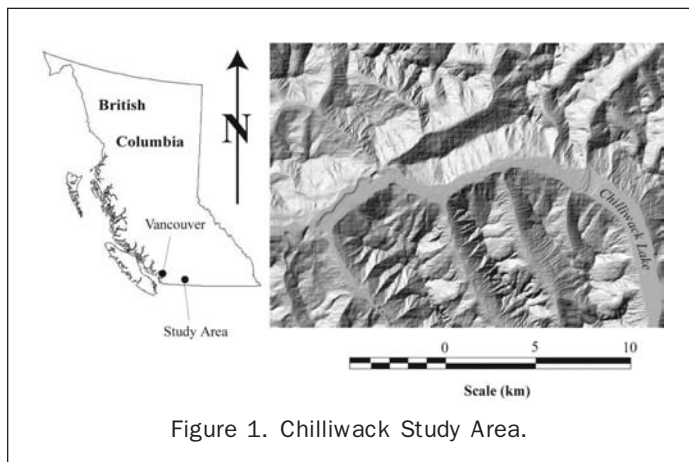 British
Columbia
N
Vancouver
Study Area
Chilliwack Lake
0 5 10
Scale (km)
Figure 1. Chilliwack Study Area.